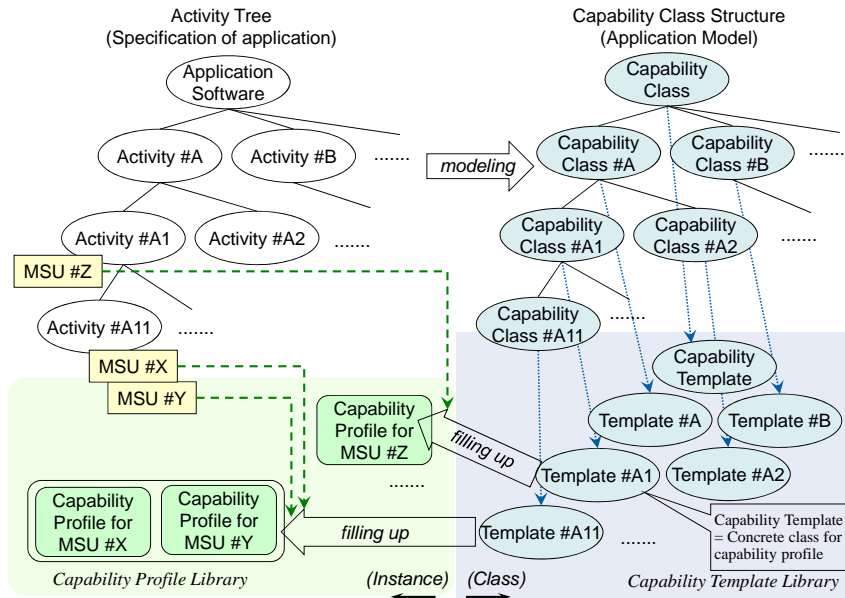 Activity Tree
(Specification of application)
Capability Class Structure
(Application Model)
Application
Software
Capability
Class
Activity #A
Activity #B
.......
modeling
Capability
Class #A
Capability
Class #B
.......
Activity #A1
Activity #A2
.......
Capability
Class #A1
Capability
Class #A2
.......
MSU #Z
Activity #A11
.......
Capability
Class #A11
.......
MSU #X
MSU #Y
Capability
Template
Capability
Profile for
MSU #Z
filling up
Template #A
Template #B
.......
Template #A1
Template #A2
Capability
Profile for
MSU #X
Capability
Profile for
MSU #Y
filling up
Template #A11
.......
Capability Template
= Concrete class for
capability profile
Capability Profile Library
(Instance)
(Class)
Capability Template Library